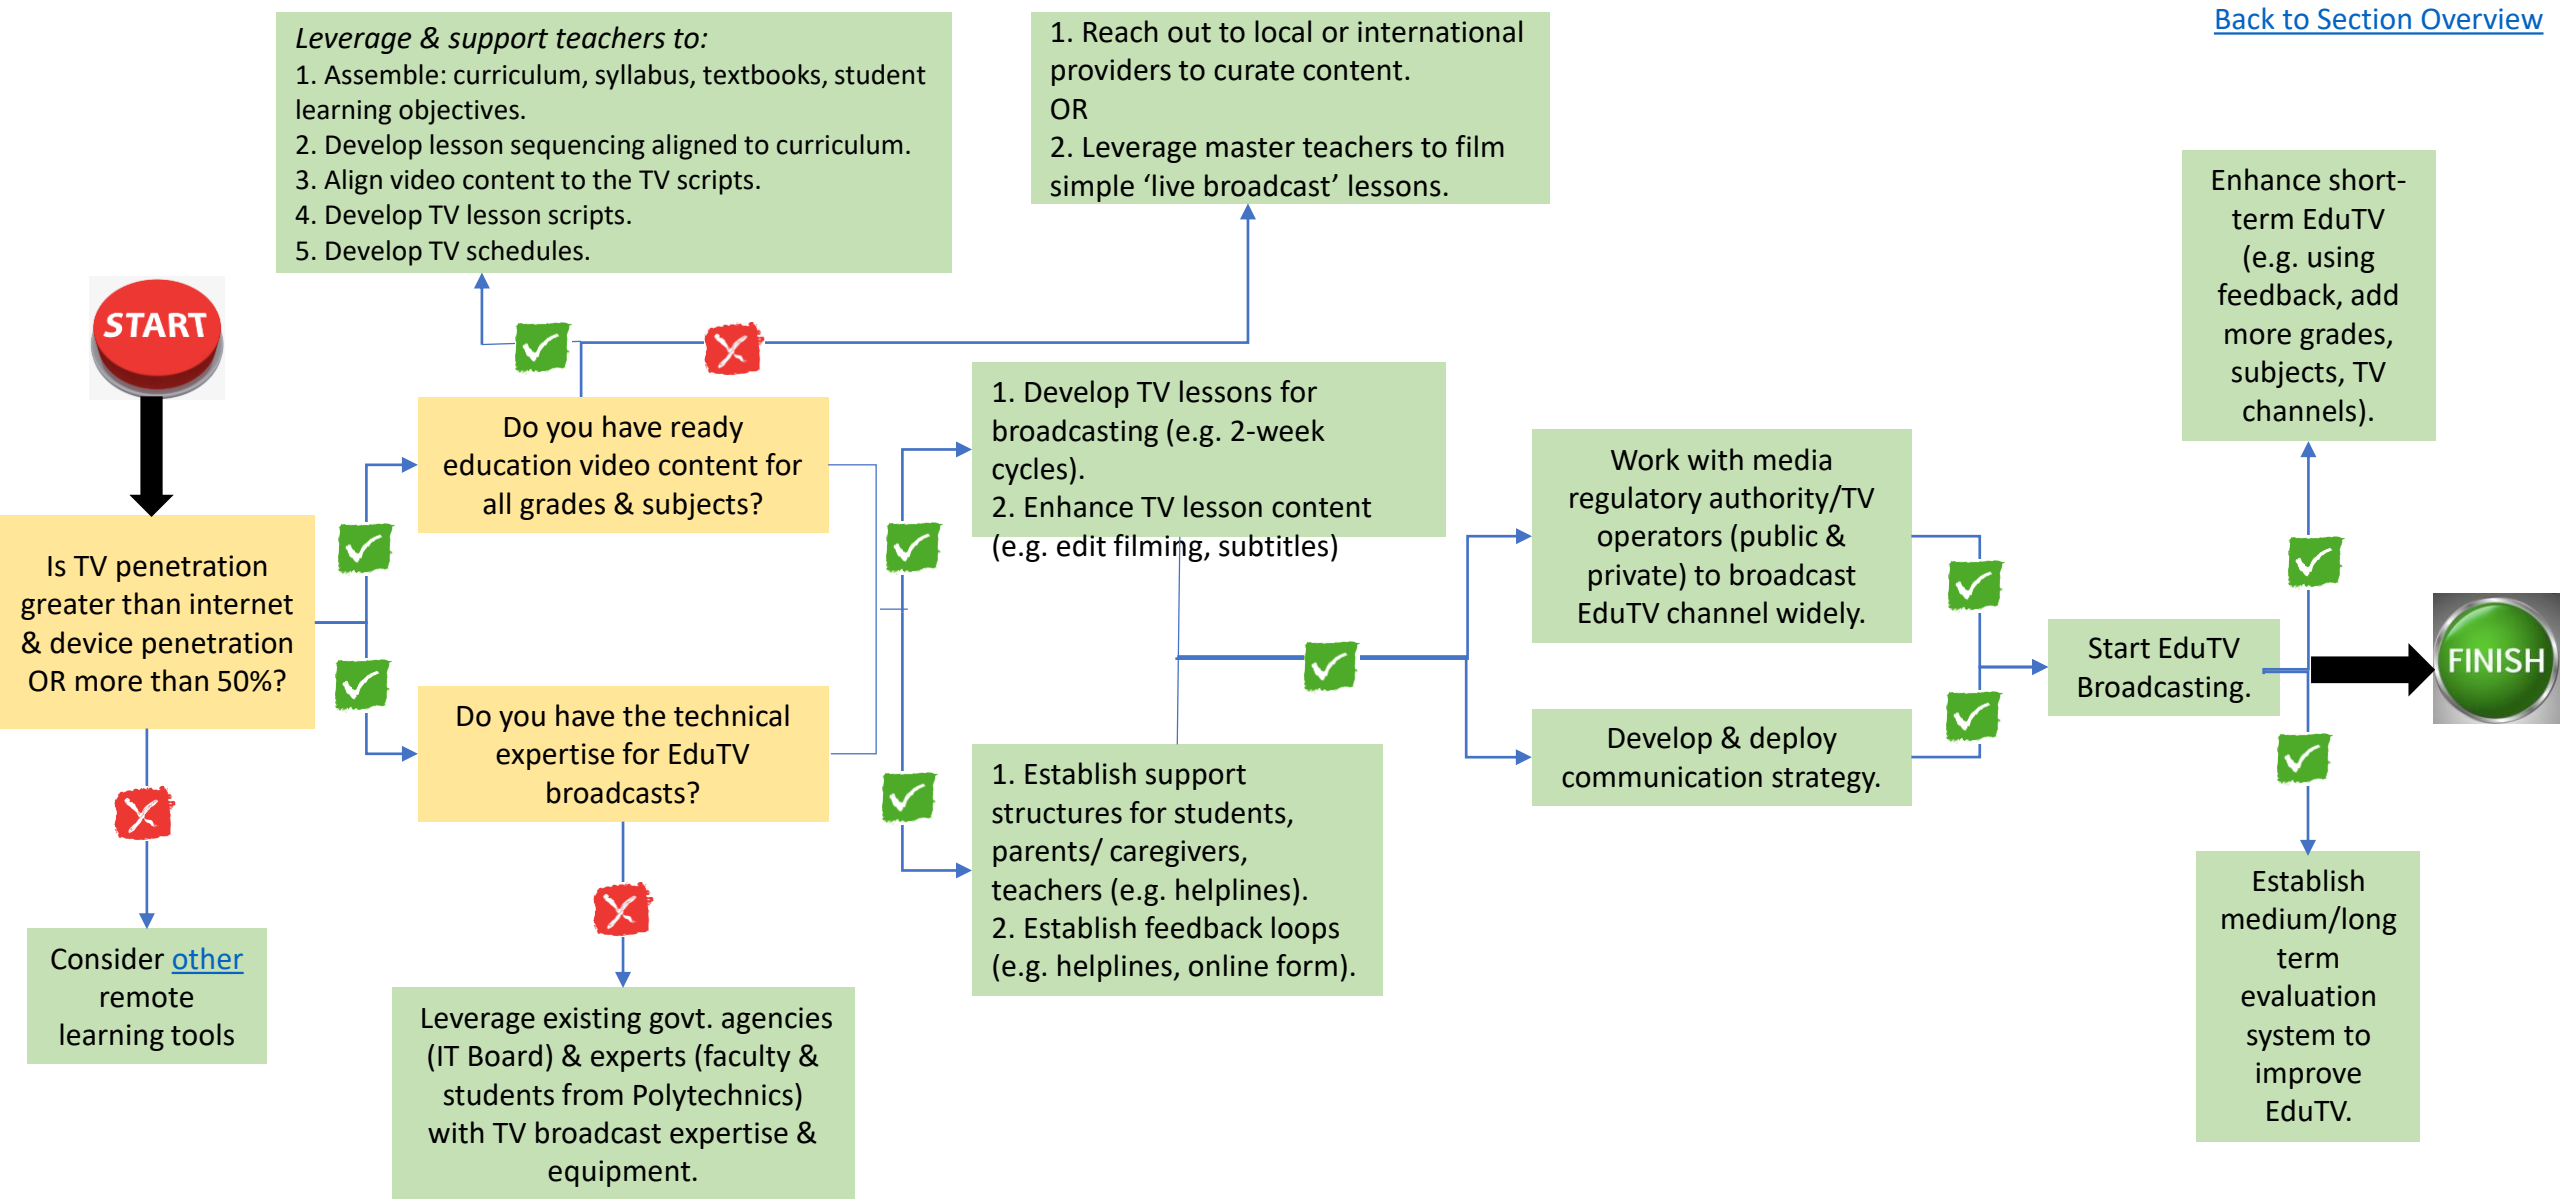 Back to Section Overview
Leverage & support teachers to:
1. Assemble: curriculum, syllabus, textbooks, student
learning objectives.
2. Develop lesson sequencing aligned to curriculum.
3. Align video content to the TV scripts.
4. Develop TV lesson scripts.
5. Develop TV schedules.
1. Reach out to local or international
providers to curate content.
OR
2. Leverage master teachers to film
simple ‘live broadcast’ lessons.
START
Is TV penetration
greater than internet
& device penetration
OR more than 50%?
Consider other
remote
learning tools
Do you have ready
education video content for
all grades & subjects?
Do you have the technical
expertise for EduTV
broadcasts?
Leverage existing govt. agencies
(IT Board) & experts (faculty &
students from Polytechnics)
with TV broadcast expertise &
equipment.
1. Develop TV lessons for
broadcasting (e.g. 2-week
cycles).
2. Enhance TV lesson content
(e.g. edit filming, subtitles)
1. Establish support
structures for students,
parents/ caregivers,
teachers (e.g. helplines).
2. Establish feedback loops
(e.g. helplines, online form).
Work with media
regulatory authority/TV
operators (public &
private) to broadcast
EduTV channel widely.
Develop & deploy
communication strategy.
Start EduTV
Broadcasting.
Enhance short-
term EduTV
(e.g. using
feedback, add
more grades,
subjects, TV
channels).
FINISH
Establish
medium/long
term
evaluation
system to
improve
EduTV.